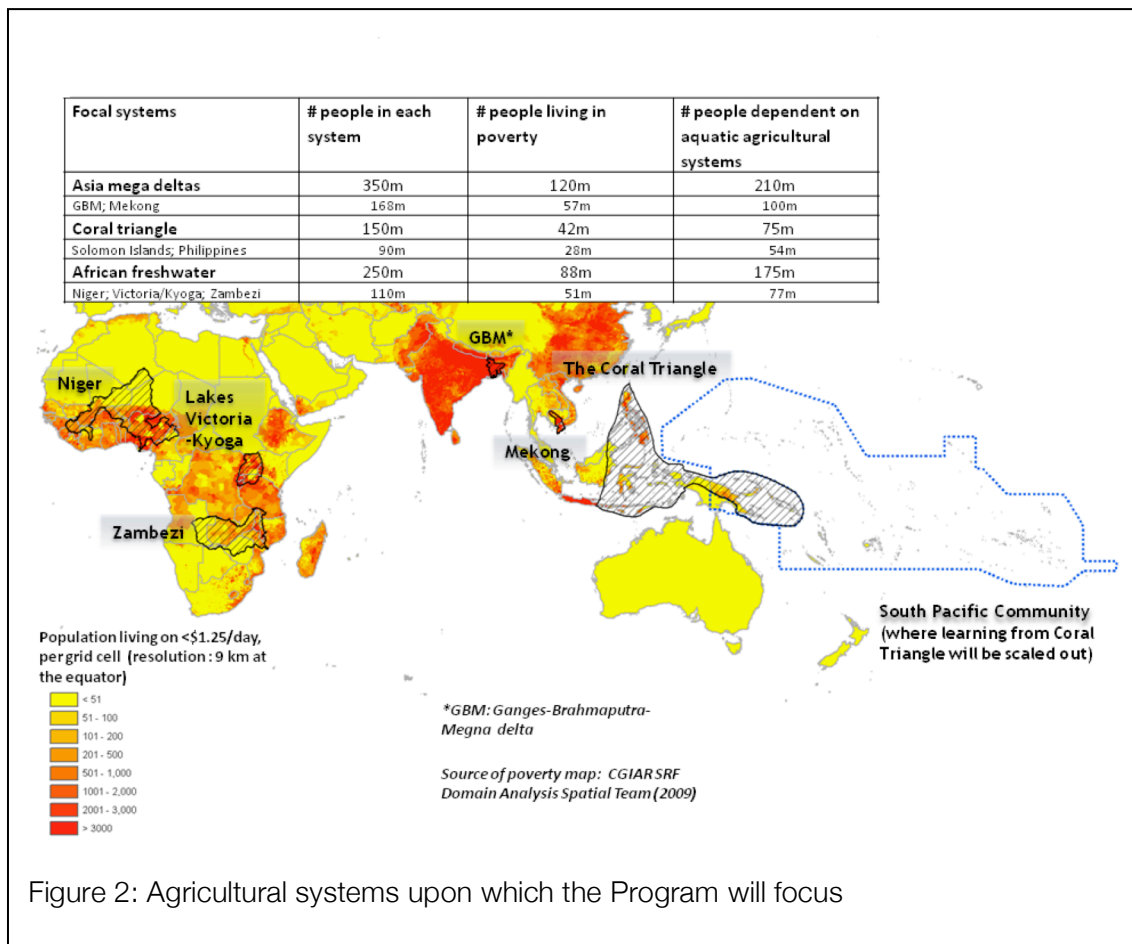 Focal systems | # people in each system | # people living in poverty | # people dependent on aquatic agricultural systems
Asia mega deltas | 350m | 120m | 210m
GBM; Mekong | 168m | 57m | 100m
Coral triangle | 150m | 42m | 75m
Solomon Islands; Philippines | 90m | 28m | 54m
African freshwater | 250m | 88m | 175m
Niger; Victoria/Kyoga; Zambezi | 110m | 51m | 77m
GBM*
The Coral Triangle
Niger
Lakes
Victoria
-Kyoga
Mekong
Zambezi
South Pacific Community
(where learning from Coral
Triangle will be scaled out)
Population living on <$1.25/day,
per grid cell (resolution : 9 km at
the equator)
< 51
51 - 100
101 - 200
201 - 500
501 - 1,000
1001 - 2,000
2001 - 3,000
> 3000
*GBM: Ganges-Brahmaputra-
Megna delta
Source of poverty map: CGIAR SRF
Domain Analysis Spatial Team (2009)
Figure 2: Agricultural systems upon which the Program will focus